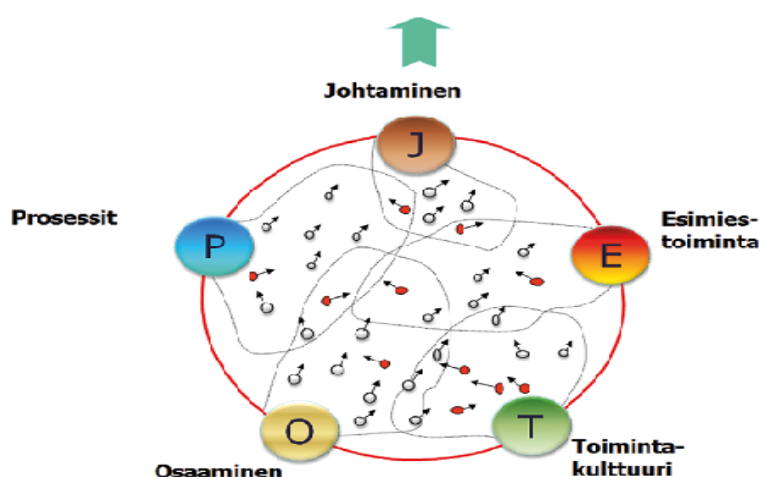 Johtaminen
J
Prosessit
P
Esimies-
toiminta
E
O
T
Osaaminen
Toiminta-
kulttuuri